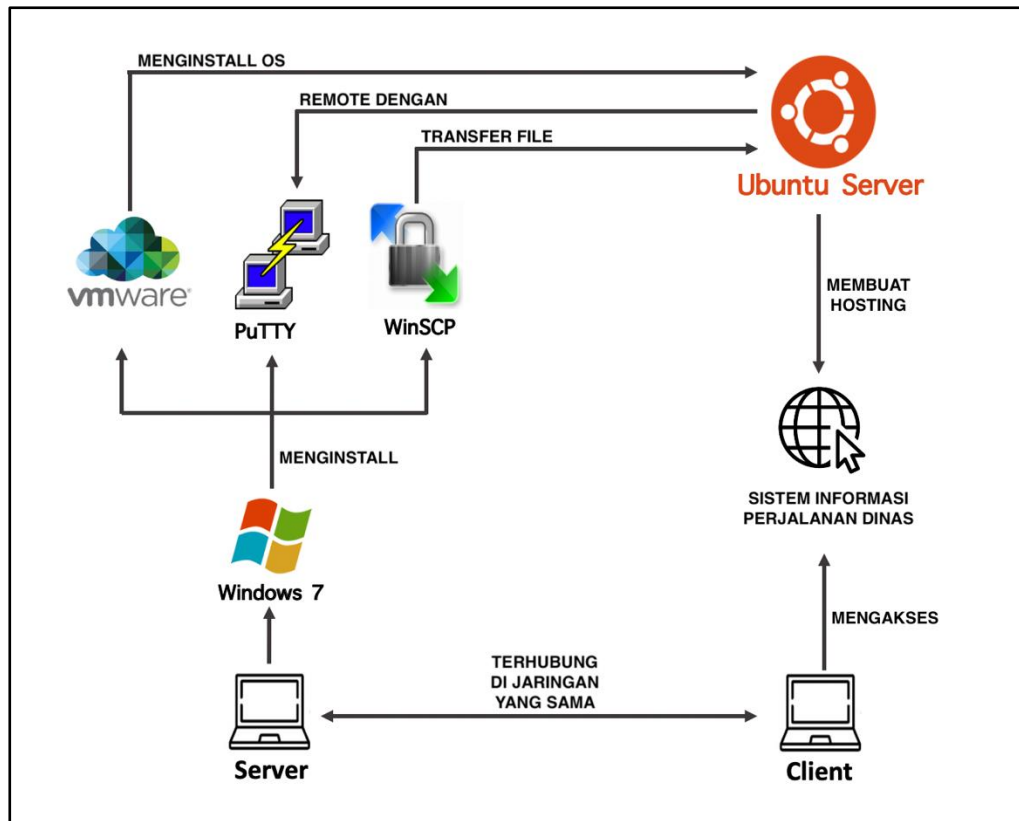 MENGINSTALL OS
REMOTE DENGAN
TRANSFER FILE
Ubuntu Server
vmware®
PuTTY
WinSCP
MEMBUAT
HOSTING
MENGINSTALL
SISTEM INFORMASI
PERJALANAN DINAS
Windows 7
MENGAKSES
TERHUBUNG
DI JARINGAN
YANG SAMA
Server
Client